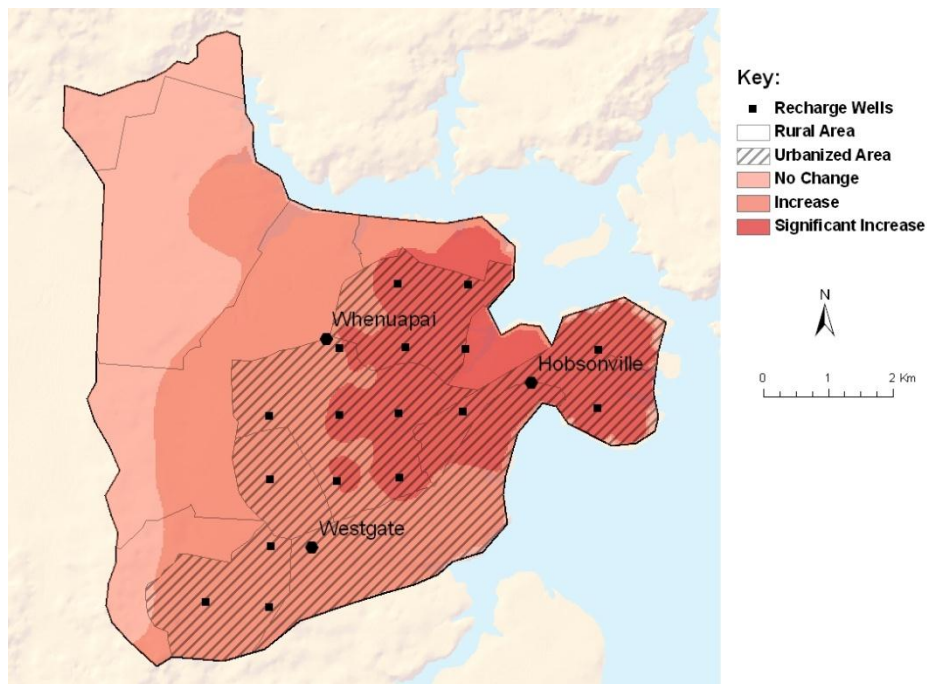 Whenuapai
Hobsonville
Westgate
Key:
Recharge Wells
Rural Area
Urbanized Area
No Change
Increase
Significant Increase
N
0 1 2 Km